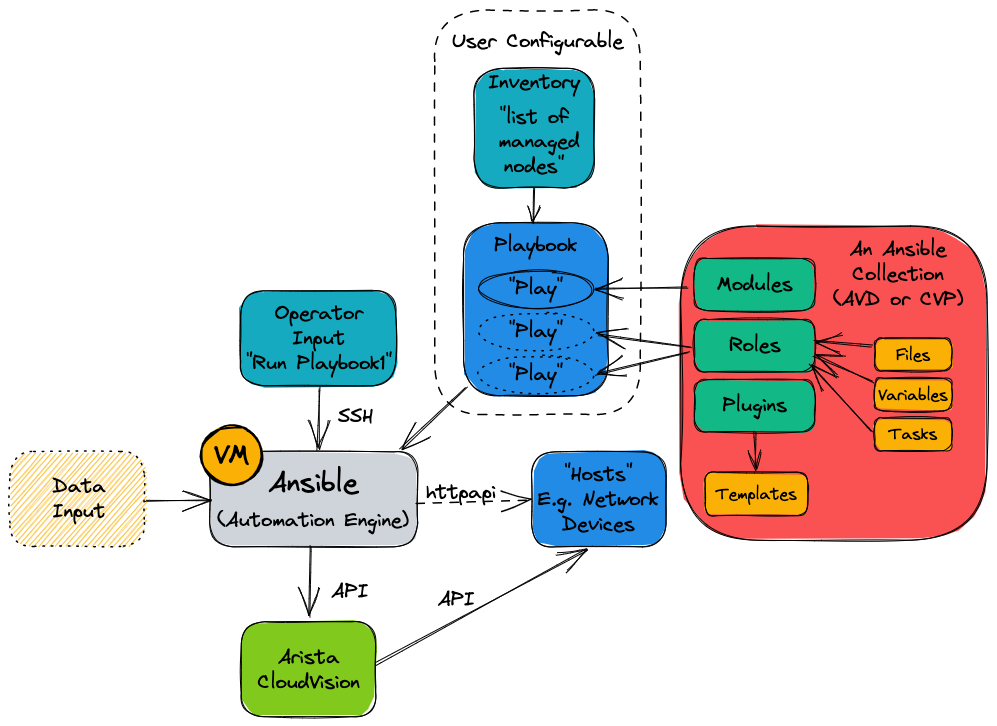 User Configurable
Inventory
"list of
managed
nodes"
Playbook
"Play"
"Play"
"Play"
An Ansible
Collection
(AVD or CVP)
Modules
Roles
Plugins
Files
Variables
Tasks
Templates
Operator
Input
"Run Playbook1"
SSH
VM
Ansible
(Automation Engine)
Data
Input
httpapi
"Hosts"
E.g. Network
Devices
API
API
Arista
CloudVision